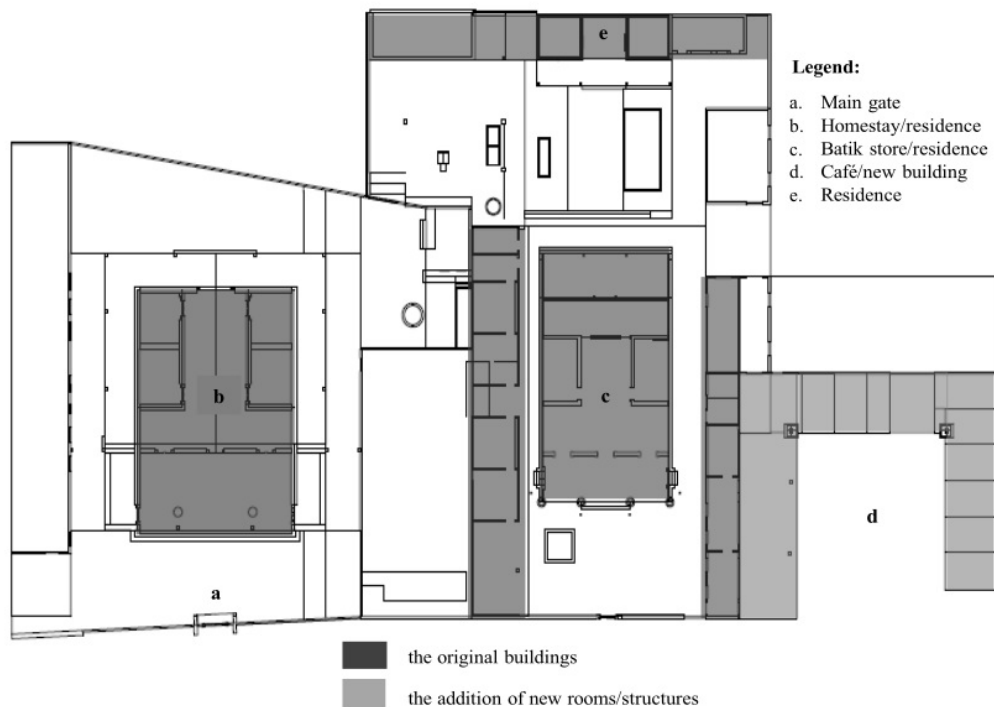 e
Legend:
a. Main gate
b. Homestay/residence
c. Batik store/residence
d. Café/new building
e. Residence
b
c
d
a
the original buildings
the addition of new rooms/structures